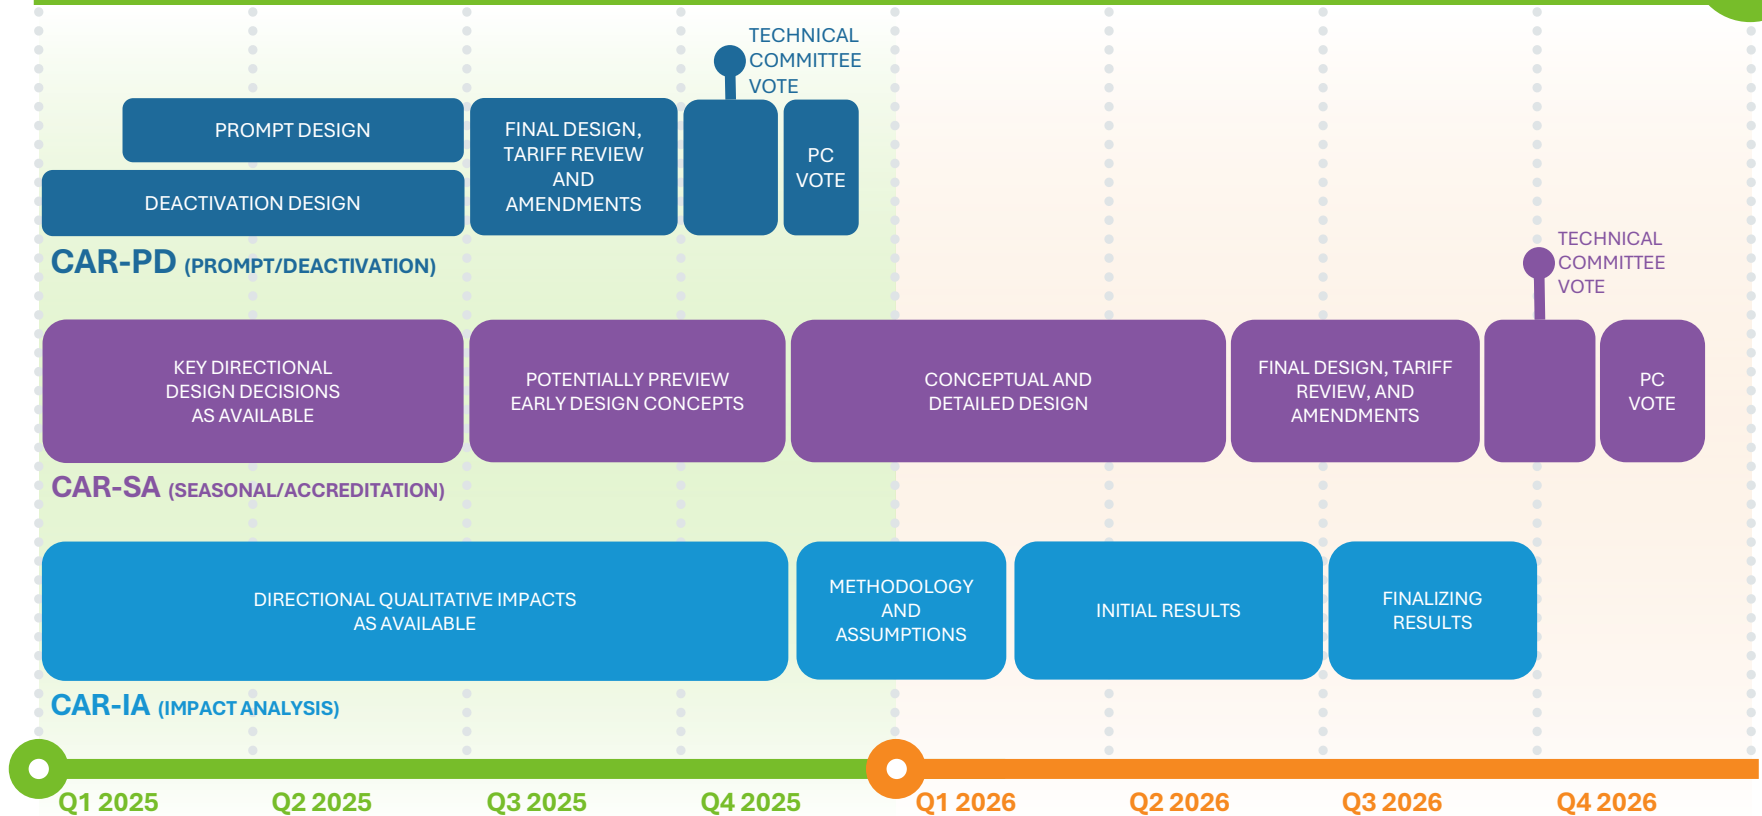 TECHNICAL
COMMITTEE
VOTE
PROMPT DESIGN
DEACTIVATION DESIGN
FINAL DESIGN,
TARIFF REVIEW
AND
AMENDMENTS
PC
VOTE
CAR-PD (PROMPT/DEACTIVATION)
TECHNICAL
COMMITTEE
VOTE
KEY DIRECTIONAL
DESIGN DECISIONS
AS AVAILABLE
POTENTIALLY PREVIEW
EARLY DESIGN CONCEPTS
CONCEPTUAL AND
DETAILED DESIGN
FINAL DESIGN, TARIFF
REVIEW, AND
AMENDMENTS
PC
VOTE
CAR-SA (SEASONAL/ACCREDITATION)
DIRECTIONAL QUALITATIVE IMPACTS
AS AVAILABLE
METHODOLOGY
AND
ASSUMPTIONS
INITIAL RESULTS
FINALIZING
RESULTS
CAR-IA (IMPACT ANALYSIS)
Q1 2025
Q2 2025
Q3 2025
Q4 2025
Q1 2026
Q2 2026
Q3 2026
Q4 2026